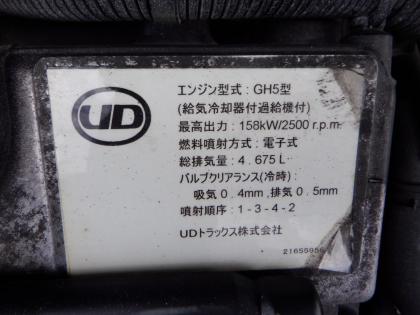 UD
エンジン型式 : GH5型
(給気冷却器付過給機付)
最高出力 : 158kW/2500 r.p.m
燃料噴射方式 : 電子式
総排気量 : 4.675L
バルブクリアランス(冷時) :
吸気 0.4mm,排気 0.5mm
噴射順序 : 1-3-4-2
UDトラックス株式会社